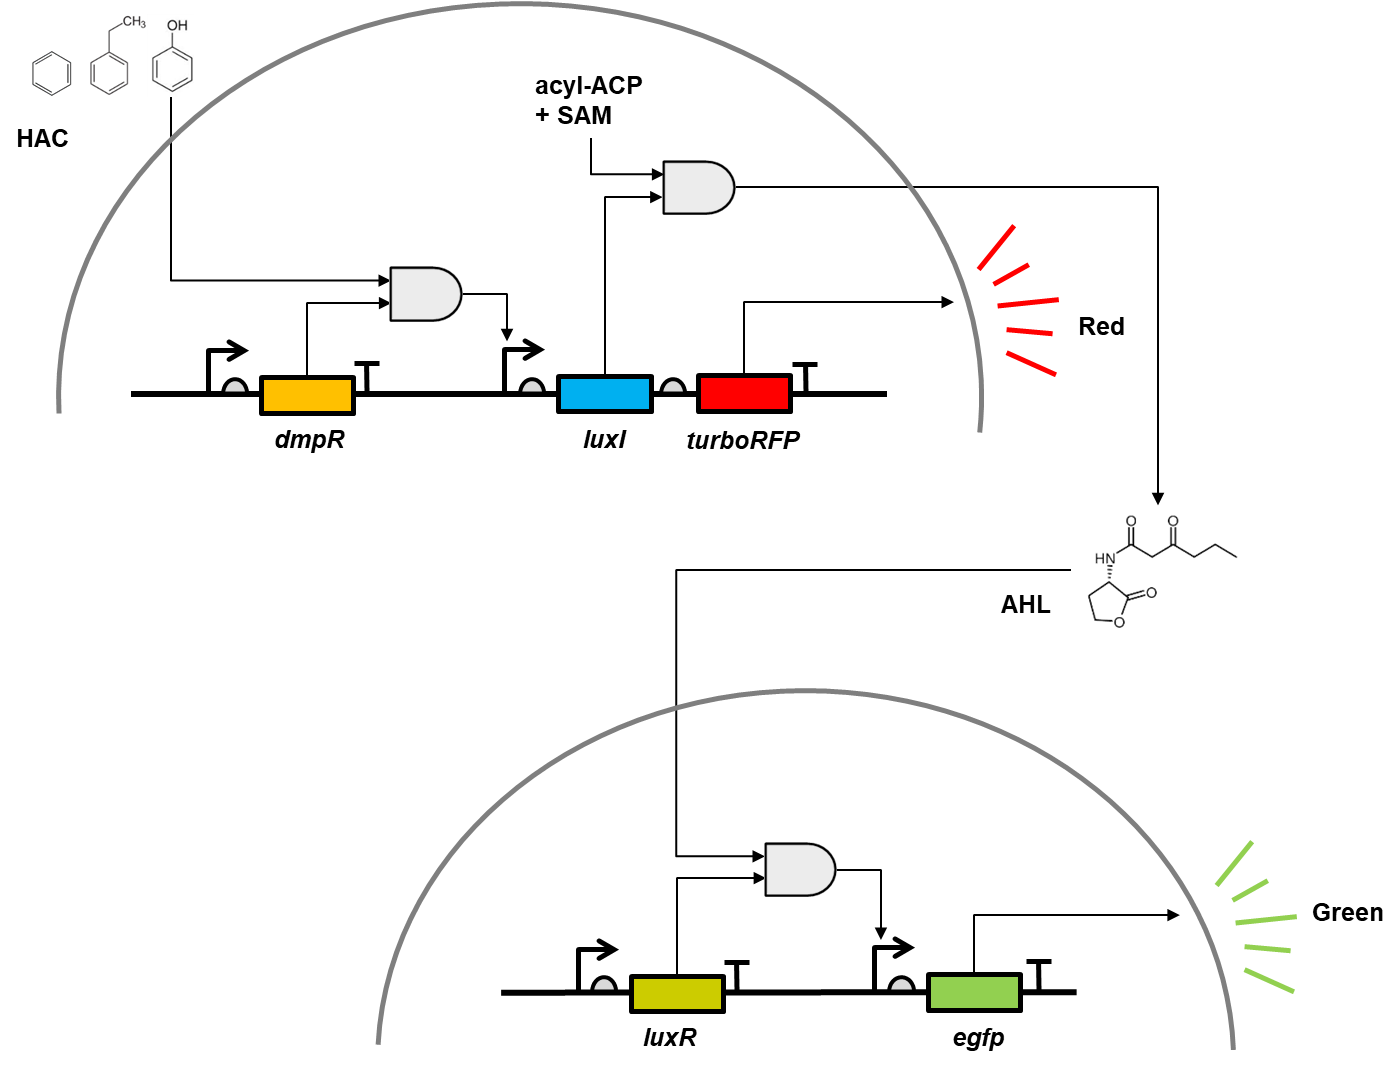 CH3
OH
HAC
acyl-ACP
+ SAM
Red
dmpR
luxI
turboRFP
O
O
HN
O
O
AHL
Green
luxR
egfp